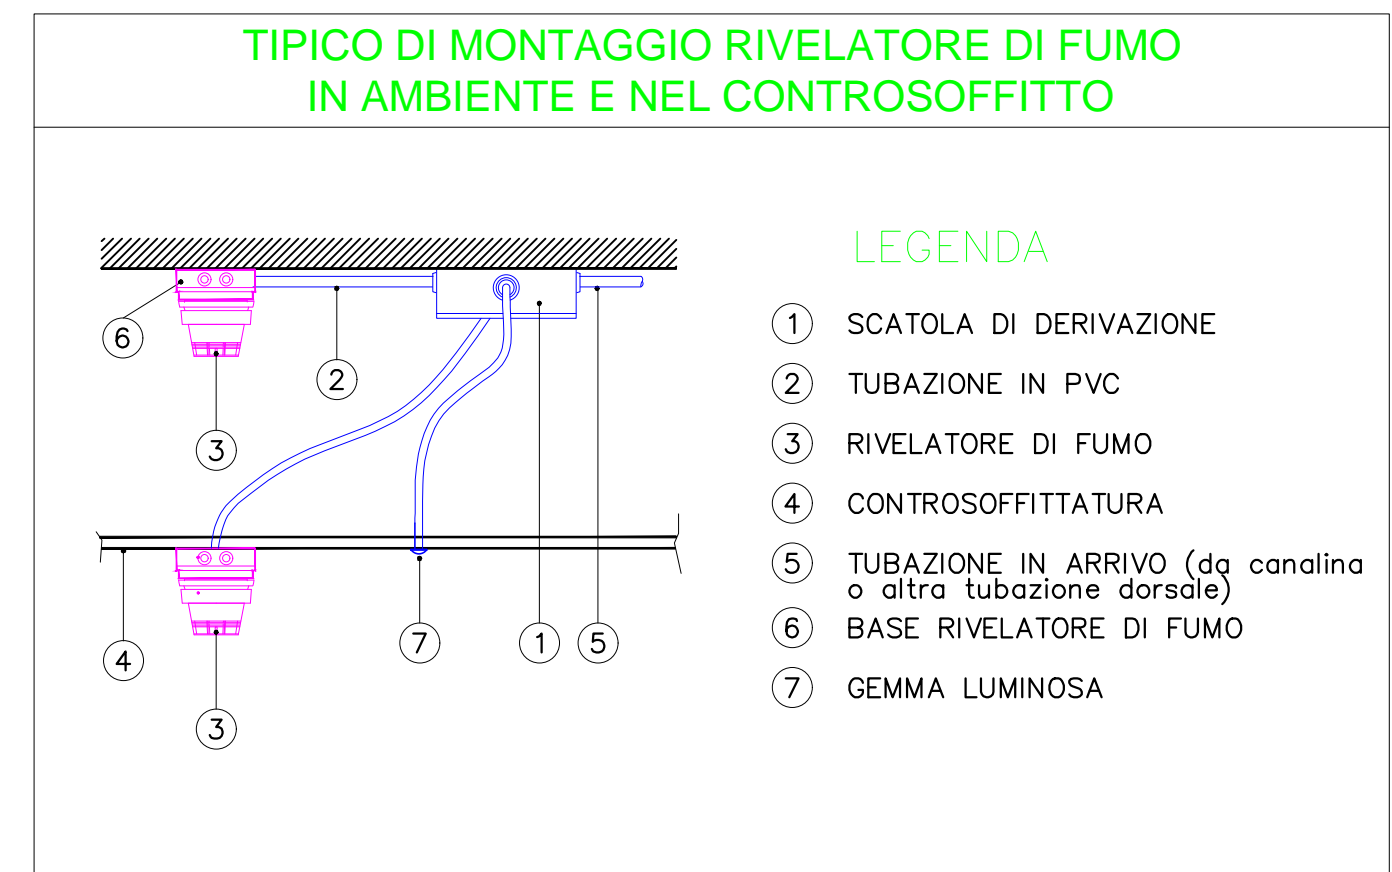 TIPICO DI MONTAGGIO RIVELATORE DI FUMO
IN AMBIENTE E NEL CONTROSOFFITTO
LEGENDA
1 SCATOLA DI DERIVAZIONE
2 TUBAZIONE IN PVC
3 RIVELATORE DI FUMO
4 CONTROSOFFITTATURA
5 TUBAZIONE IN ARRIVO (da canalina
o altra tubazione dorsale)
6 BASE RIVELATORE DI FUMO
7 GEMMA LUMINOSA
6
2
3
4
7
1
5
3